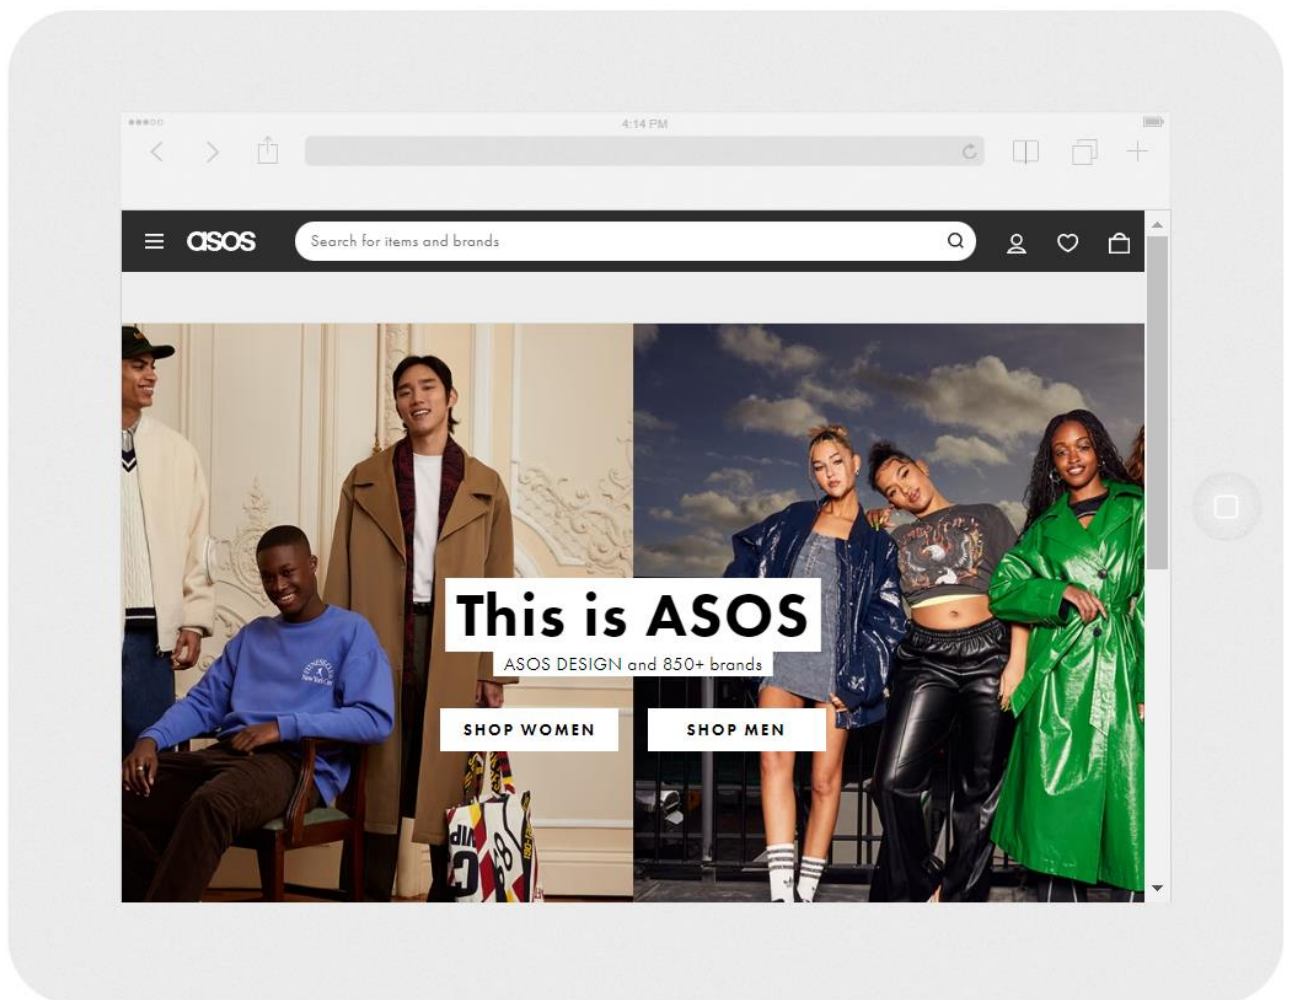 4:14 PM
asos
Search for items and brands
This is ASOS
ASOS DESIGN and 850+ brands
SHOP WOMEN
SHOP MEN